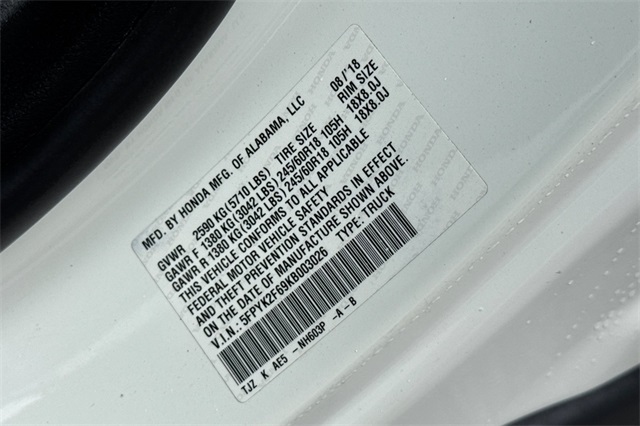 MFD. BY HONDA MFG. OF ALABAMA, LLC 08/'18
GVWR 2590 KG (5710 LBS) TIRE SIZE RIM SIZE
GAWR F 1380 KG (3042 LBS) 245/60R18 105H 18X8.0J
GAWR R 1380 KG (3042 LBS) 245/60R18 105H 18X8.0J
THIS VEHICLE CONFORMS TO ALL APPLICABLE
FEDERAL MOTOR VEHICLE SAFETY
AND THEFT PREVENTION STANDARDS IN EFFECT
ON THE DATE OF MANUFACTURE SHOWN ABOVE.
V.I.N.: 5FPYK2F69KB003026 TYPE: TRUCK
TJZ K AE5 -NH603P -A-B